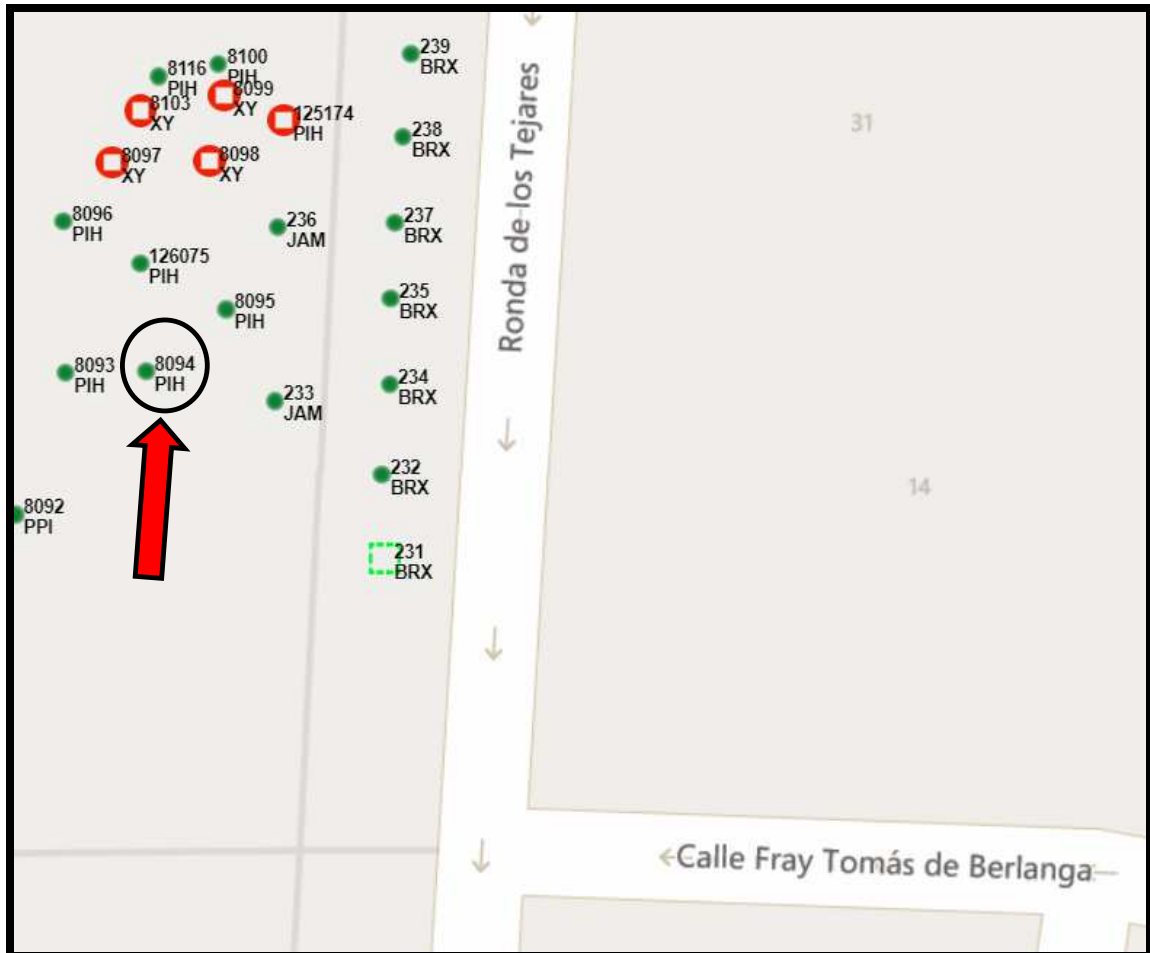 239
BRX
8100
PIH
8116
PIH
8099
XY
8103
XY
125174
PIH
238
BRX
31
8097
XY
8098
XY
8096
PIH
236
JAM
237
BRX
Ronda de los Tejares
126075
PIH
235
BRX
8095
PIH
8093
PIH
8094
PIH
234
BRX
233
JAM
232
BRX
14
8092
PPI
231
BRX
Calle Fray Tomás de Berlanga